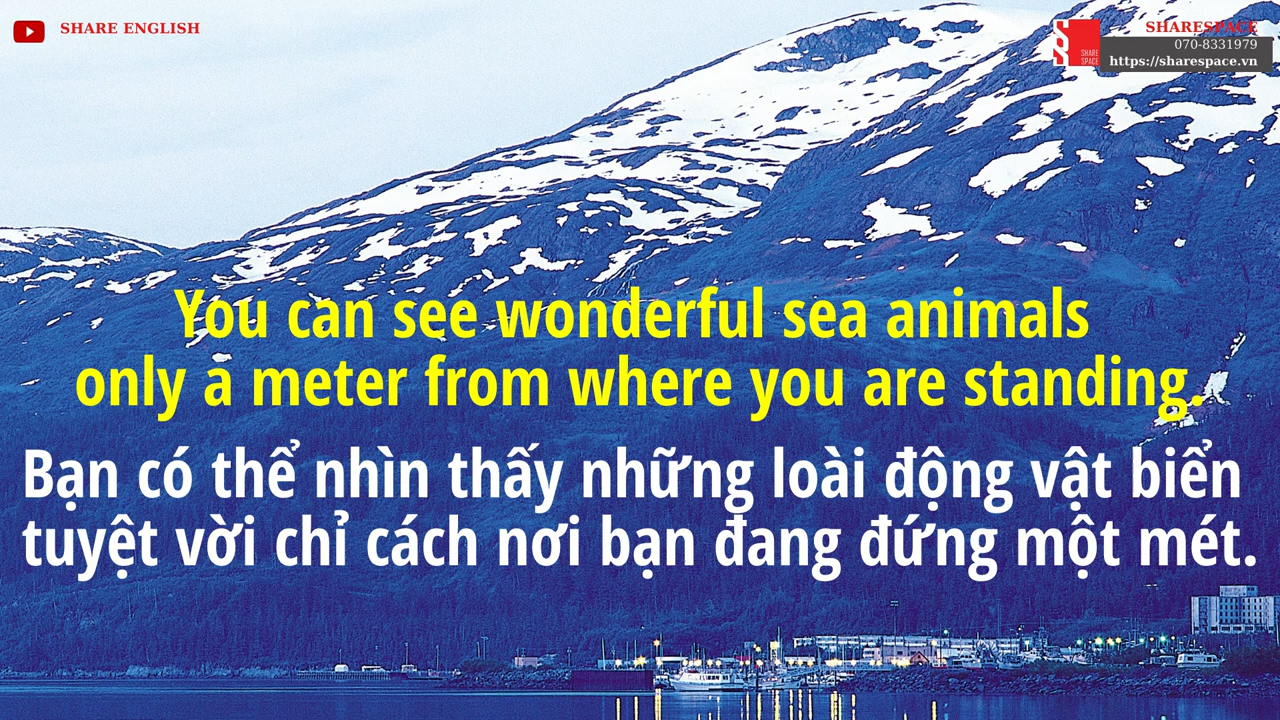 SHARE ENGLISH
SHARESPACE
070-8331979
https://sharespace.vn
SHARE
SPACE
You can see wonderful sea animals
only a meter from where you are standing.
Bạn có thể nhìn thấy những loài động vật biển
tuyệt vời chỉ cách nơi bạn đang đứng một mét.